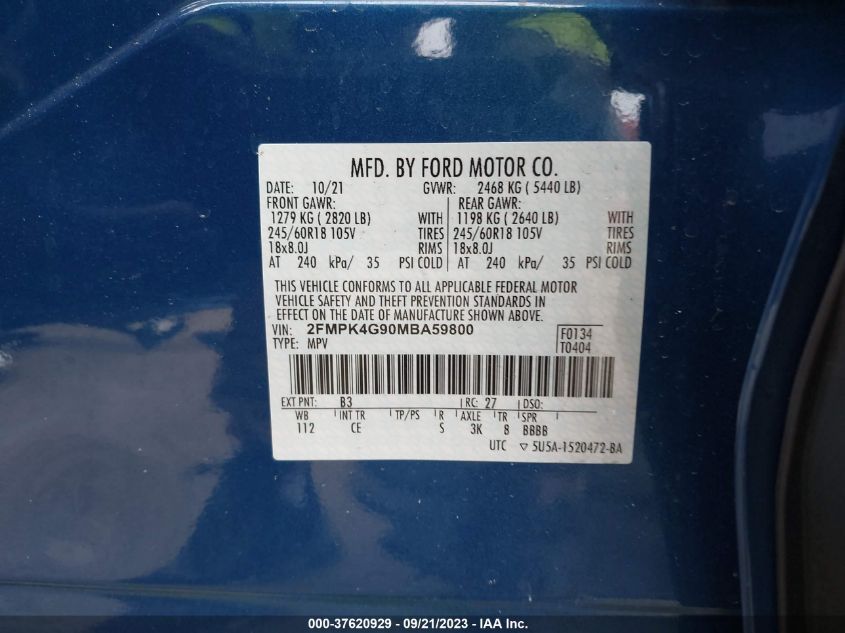 MFD. BY FORD MOTOR CO.
DATE: 10/21 GVWR: 2468 KG ( 5440 LB)
FRONT GAWR: REAR GAWR:
1279 KG ( 2820 LB) WITH 1198 KG ( 2640 LB) WITH
245/60R18 105V TIRES 245/60R18 105V TIRES
18x8.0J RIMS 18x8.0J RIMS
AT 240 kPa/ 35 PSI COLD AT 240 kPa/ 35 PSI COLD
THIS VEHICLE CONFORMS TO ALL APPLICABLE FEDERAL MOTOR
VEHICLE SAFETY AND THEFT PREVENTION STANDARDS IN
EFFECT ON THE DATE OF MANUFACTURE SHOWN ABOVE.
VIN: 2FMPK4G90MBA59800 F0134
TYPE: MPV T0404
EXT PNT: B3 RC: 27 DSO:
WB INT TR TP/PS R AXLE TR SPR
112 CE S 3K 8 BBBB
UTC ▽ 5U5A-1520472-BA
000-37620929 - 09/21/2023 - IAA Inc.